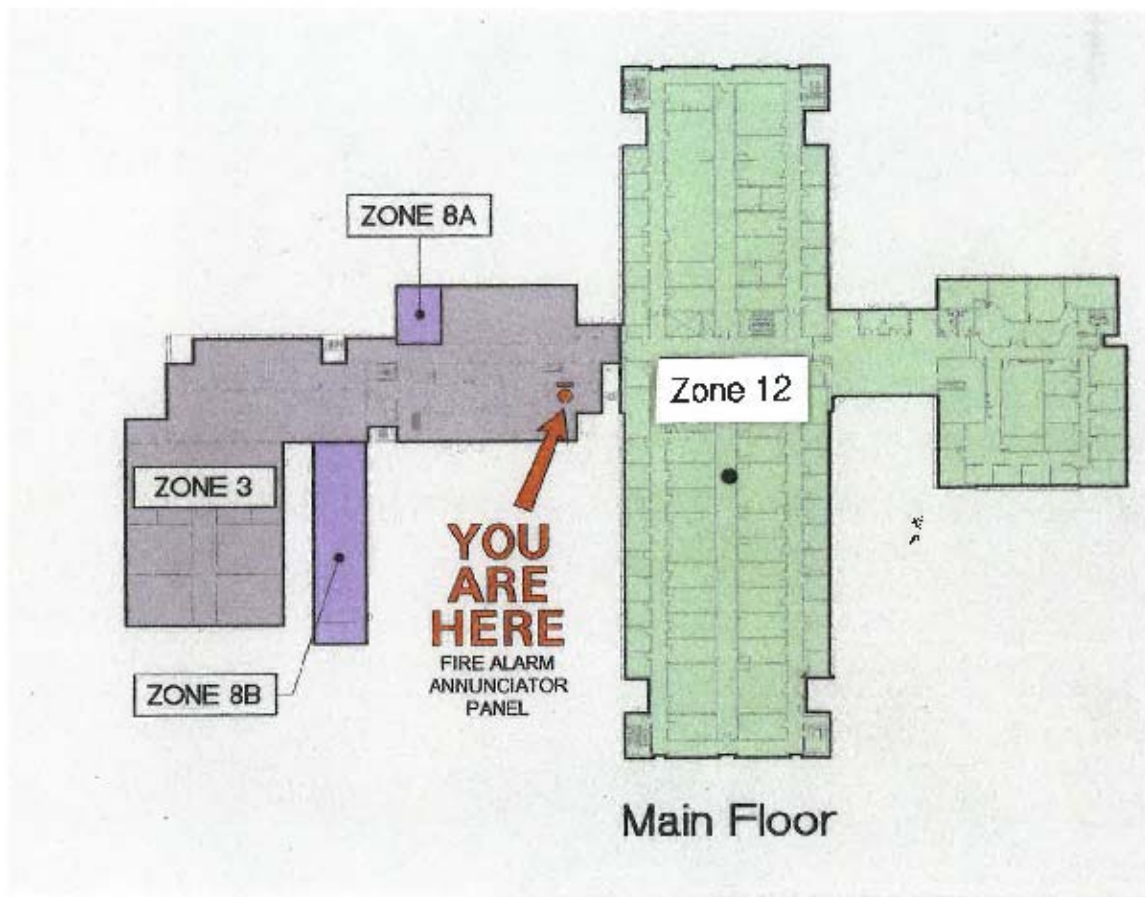 ZONE 8A
Zone 12
ZONE 3
YOU
ARE
HERE
FIRE ALARM
ANNUNCIATOR
PANEL
ZONE 8B
Main Floor